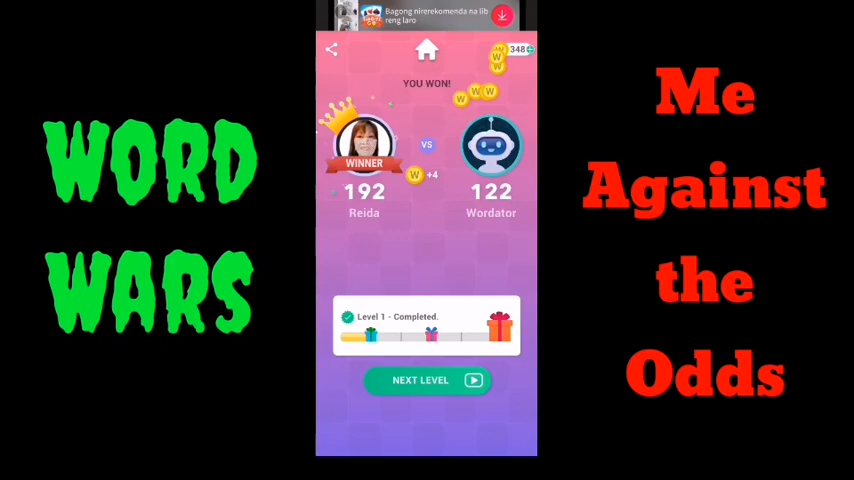 WORD
WARS
Bagong nirerekomenda na lib
reng laro
348
YOU WON!
WINNER
VS
+4
192
122
Reida
Wordator
Level 1 - Completed.
NEXT LEVEL
Me
Against
the
Odds